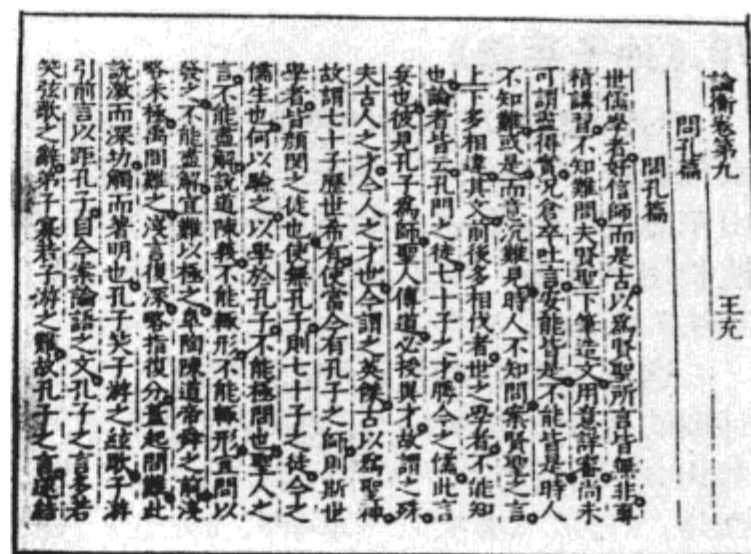 論衡卷第九
王充
問孔篇
問孔篇
世儒學者好信師而是古以爲賢聖所言皆無非專
精講習不知難問夫賢聖下筆造文用意詳審尚未
可謂盡得實况倉卒吐言安能皆是不能皆是時人
不知難或是而意沉難見時人不知問案賢聖之言
上下多相違其文前後多相伐者世之學者不能知
也論者皆云孔門之徒七十子之才勝今之儒此言
妄也彼見孔子爲師聖人傳道必授異才故謂之殊
夫古人之才今人之才也今謂之英傑古以爲聖神
故謂七十子歷世希有使當今有孔子之師則斯世
學者皆顏閔之徒也使無孔子則七十子之徒今之
儒生也何以驗之以學於孔子不能極問也聖人之
言不能盡解說道陳義不能輙形不能輙形宜問以
發之不能盡解宜難以極之臯陶陳道帝舜之前淺
略未極禹問難之淺言復深略指復分蓋起問難此
說激而深切觸而著明也孔子笑子游之絃歌子游
引前言以距孔子自今案論語之文孔子之言多若
笑弦歌之辭弟子寡若子游之難故孔子之言遂結